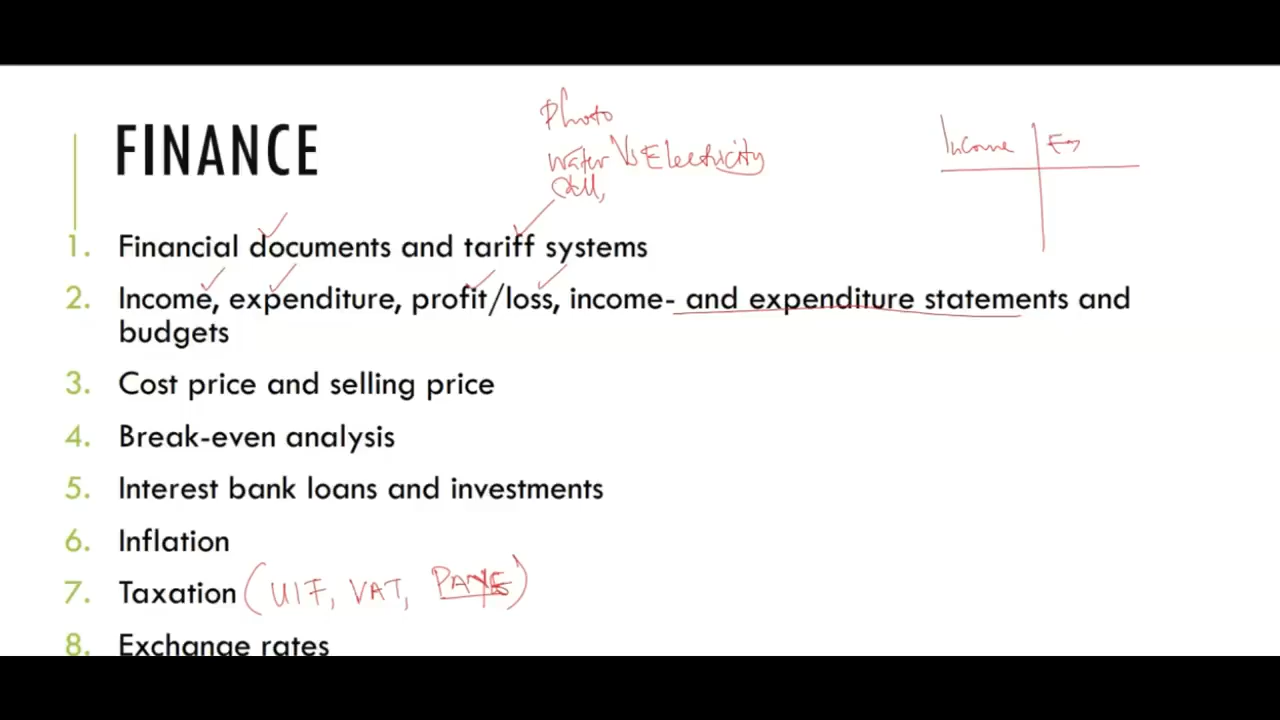 Photo
Water Vs Electricity
Call,
Income
FINANCE
1. Financial documents and tariff systems
2. Income, expenditure, profit/loss, income- and expenditure statements and
budgets
3. Cost price and selling price
4. Break-even analysis
5. Interest bank loans and investments
6. Inflation
7. Taxation (UIF, VAT, PAYE)
8. Exchange rates